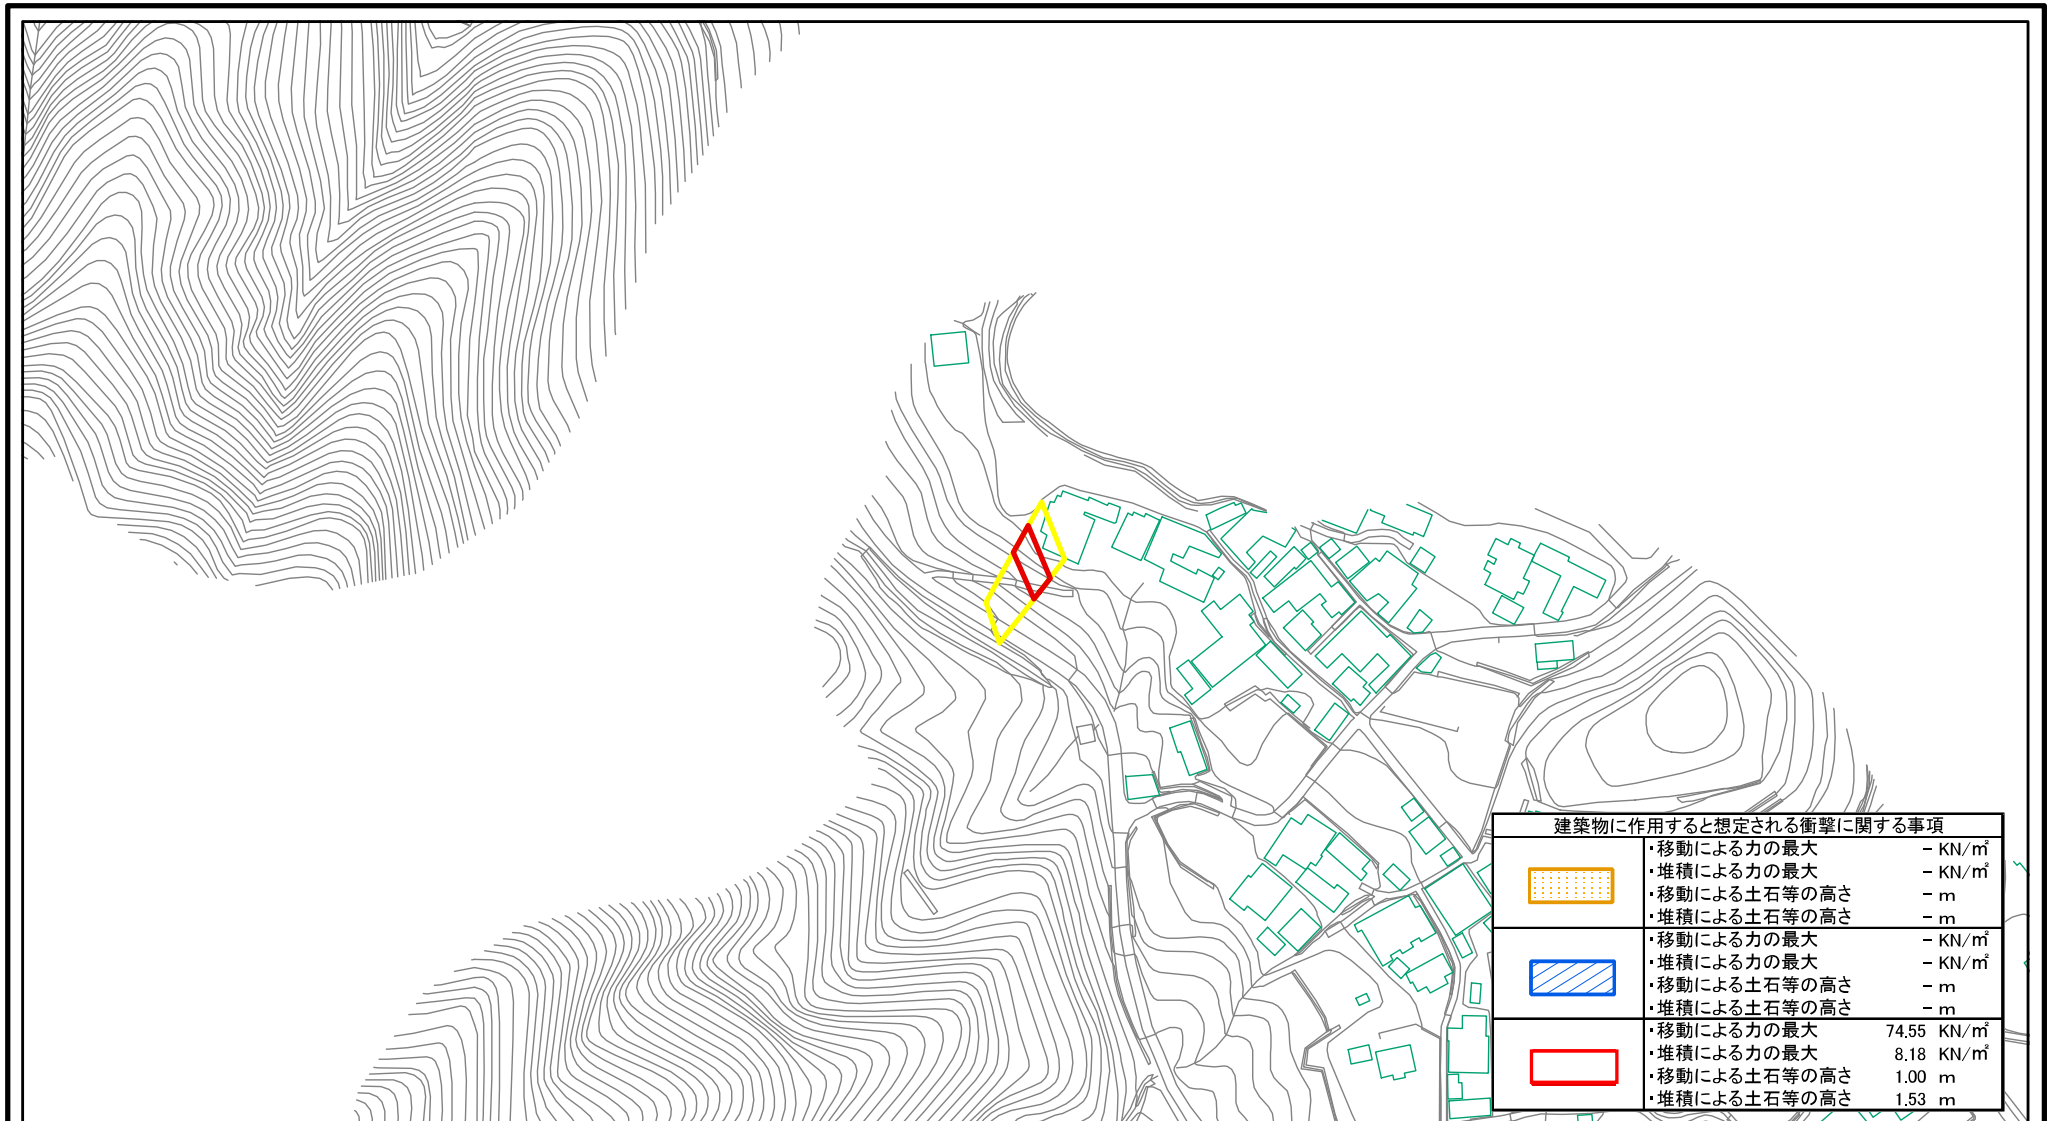 建築物に作用すると想定される衝撃に関する事項
・移動による力の最大 － KN/㎡
・堆積による力の最大 － KN/㎡
・移動による土石等の高さ － m
・堆積による土石等の高さ － m
・移動による力の最大 － KN/㎡
・堆積による力の最大 － KN/㎡
・移動による土石等の高さ － m
・堆積による土石等の高さ － m
・移動による力の最大 74.55 KN/㎡
・堆積による力の最大 8.18 KN/㎡
・移動による土石等の高さ 1.00 m
・堆積による土石等の高さ 1.53 m